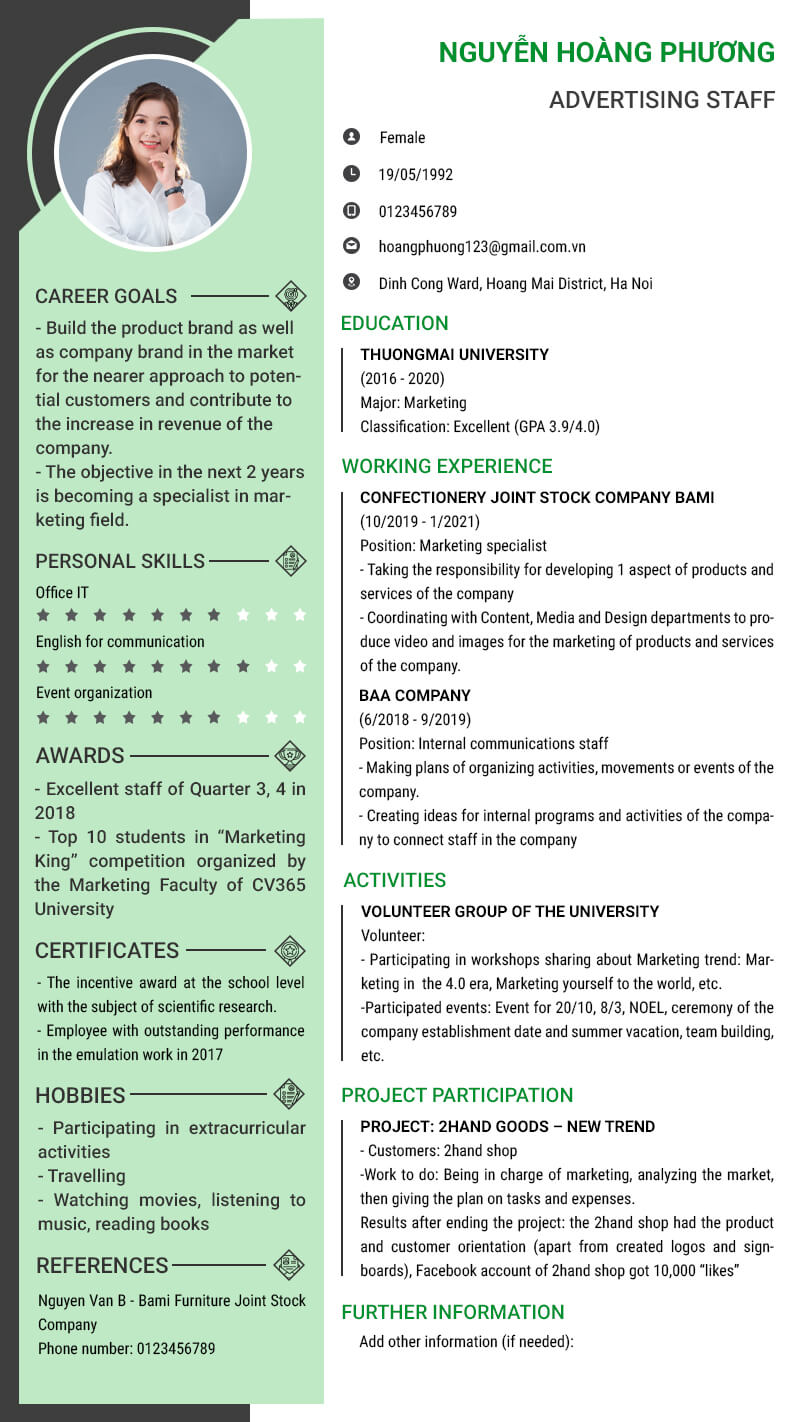 NGUYỄN HOÀNG PHƯƠNG
ADVERTISING STAFF
Female
19/05/1992
0123456789
hoangphuong123@gmail.com.vn
Dinh Cong Ward, Hoang Mai District, Ha Noi
CAREER GOALS
- Build the product brand as well
as company brand in the market
for the nearer approach to poten-
tial customers and contribute to
the increase in revenue of the
company.
- The objective in the next 2 years
is becoming a specialist in mar-
keting field.
PERSONAL SKILLS
Office IT
English for communication
Event organization
AWARDS
- Excellent staff of Quarter 3, 4 in
2018
- Top 10 students in “Marketing
King” competition organized by
the Marketing Faculty of CV365
University
CERTIFICATES
- The incentive award at the school level
with the subject of scientific research.
- Employee with outstanding performance
in the emulation work in 2017
HOBBIES
- Participating in extracurricular
activities
- Travelling
- Watching movies, listening to
music, reading books
REFERENCES
Nguyen Van B - Bami Furniture Joint Stock
Company
Phone number: 0123456789
EDUCATION
THUONGMAI UNIVERSITY
(2016 - 2020)
Major: Marketing
Classification: Excellent (GPA 3.9/4.0)
WORKING EXPERIENCE
CONFECTIONERY JOINT STOCK COMPANY BAMI
(10/2019 - 1/2021)
Position: Marketing specialist
- Taking the responsibility for developing 1 aspect of products and
services of the company
- Coordinating with Content, Media and Design departments to pro-
duce video and images for the marketing of products and services
of the company.
BAA COMPANY
(6/2018 - 9/2019)
Position: Internal communications staff
- Making plans of organizing activities, movements or events of the
company.
- Creating ideas for internal programs and activities of the compa-
ny to connect staff in the company
ACTIVITIES
VOLUNTEER GROUP OF THE UNIVERSITY
Volunteer:
- Participating in workshops sharing about Marketing trend: Mar-
keting in  the 4.0 era, Marketing yourself to the world, etc.
-Participated events: Event for 20/10, 8/3, NOEL, ceremony of the
company establishment date and summer vacation, team building,
etc.
PROJECT PARTICIPATION
PROJECT: 2HAND GOODS – NEW TREND
- Customers: 2hand shop
-Work to do: Being in charge of marketing, analyzing the market,
then giving the plan on tasks and expenses.
Results after ending the project: the 2hand shop had the product
and customer orientation (apart from created logos and sign-
boards), Facebook account of 2hand shop got 10,000 “likes”
FURTHER INFORMATION
Add other information (if needed):